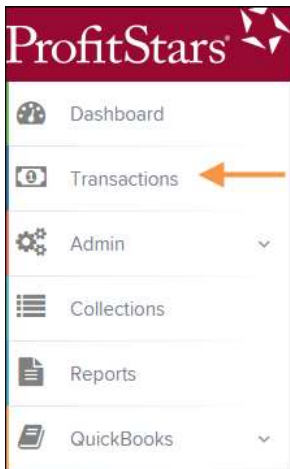 ProfitStars®
Dashboard
Transactions
Admin
Collections
Reports
QuickBooks